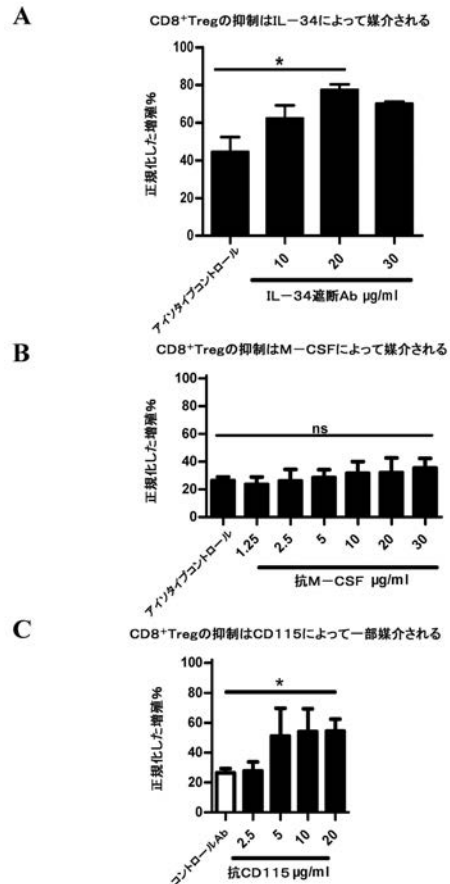 A
CD8+Tregの抑制はIL-34によって媒介される
正規化した増殖%
100
80
60
40
20
0
*
アイソタイプコントロール
10
20
30
IL-34遮断Ab μg/ml
B
CD8+Tregの抑制はM-CSFによって媒介される
正規化した増殖%
100
80
60
40
20
0
ns
アイソタイプコントロール
1.25
2.5
5
10
20
30
抗M-CSF μg/ml
C
CD8+Tregの抑制はCD115によって一部媒介される
正規化した増殖%
100
80
60
40
20
0
*
コントロールAb
2.5
5
10
20
抗CD115 μg/ml